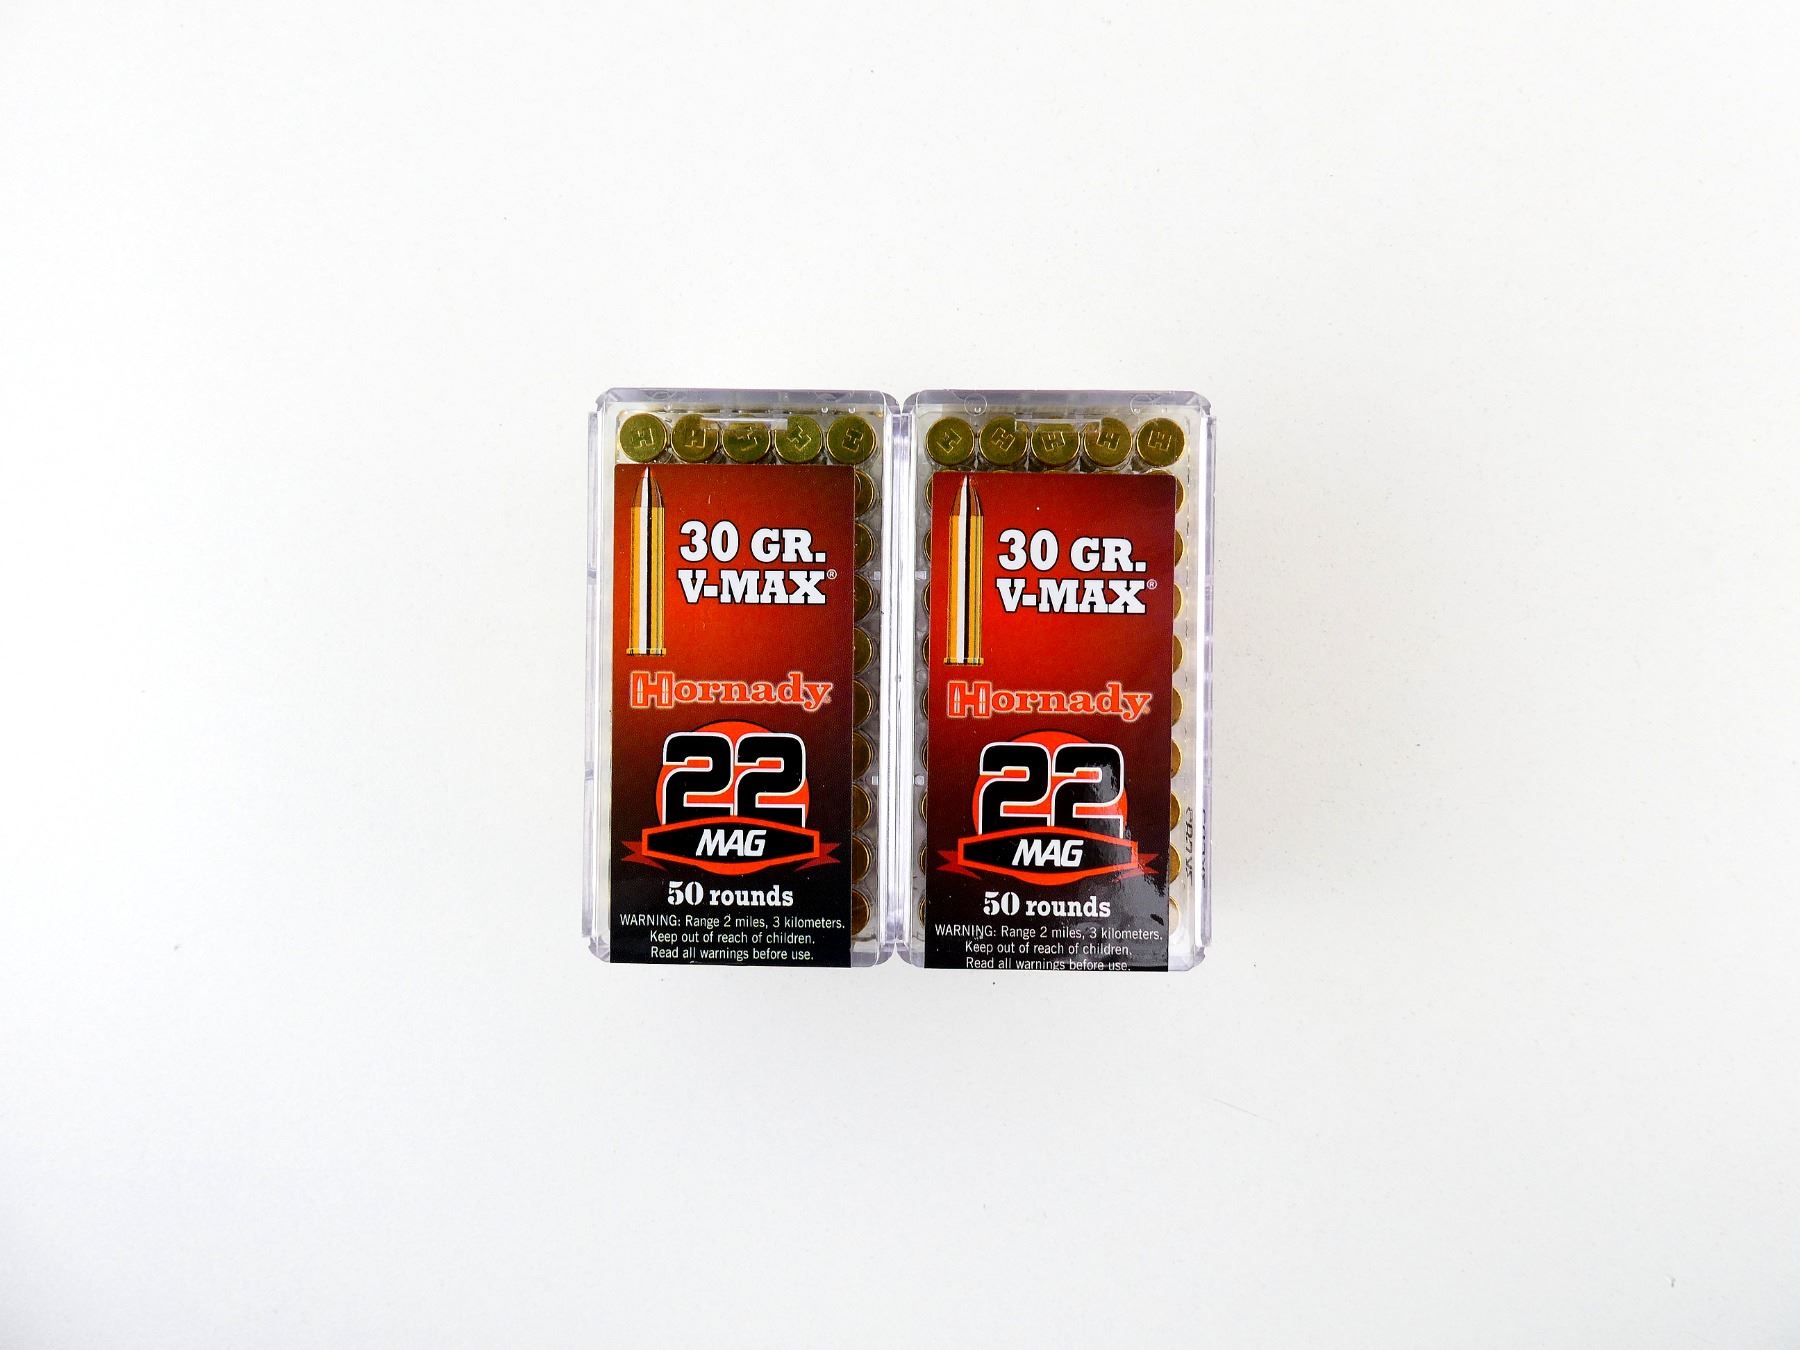 H H H H H
30 GR.
V-MAX®
Hornady
22
MAG
50 rounds
WARNING: Range 2 miles, 3 kilometers.
Keep out of reach of children.
Read all warnings before use.
H H H H H
30 GR.
V-MAX®
Hornady
22
MAG
50 rounds
WARNING: Range 2 miles, 3 kilometers.
Keep out of reach of children.
Read all warnings before use.